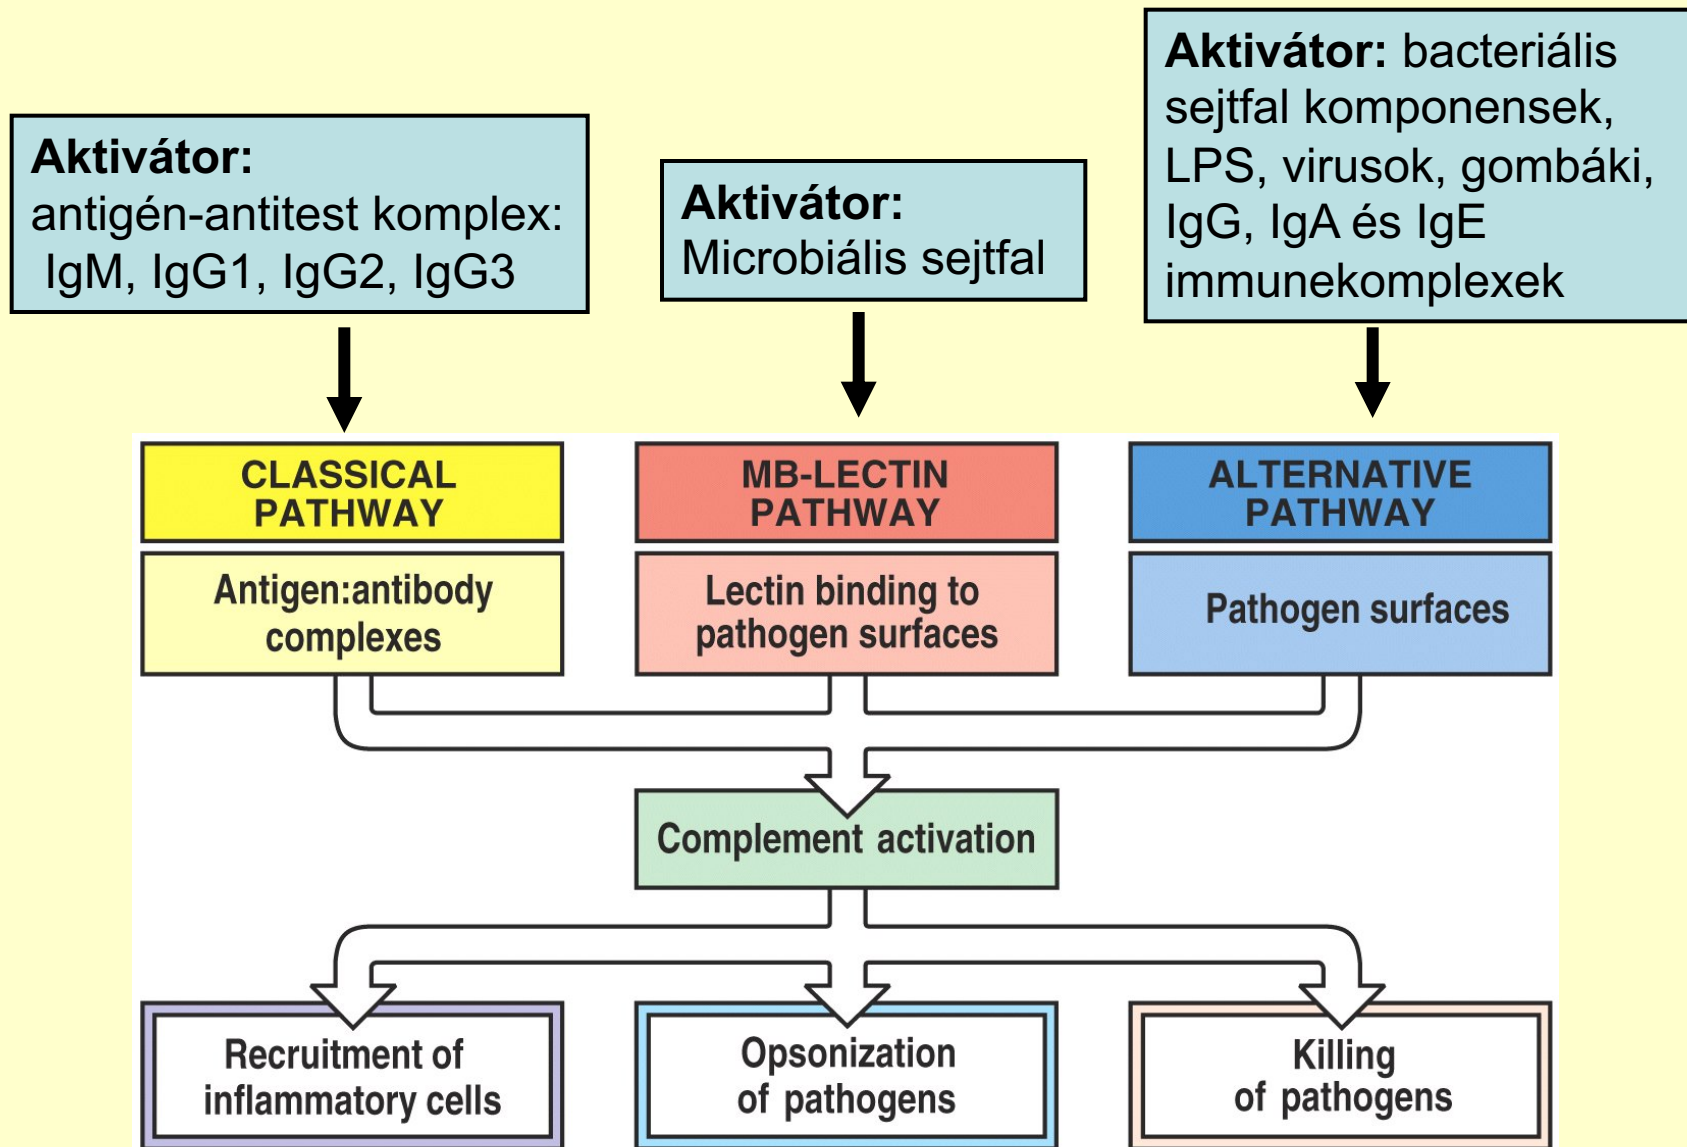 Aktivátor:
antigén-antitest komplex:
IgM, IgG1, IgG2, IgG3
Aktivátor:
Microbiális sejtfal
Aktivátor: bacteriális
sejtfal komponensek,
LPS, virusok, gombáki,
IgG, IgA és IgE
immunekomplexek
CLASSICAL
PATHWAY
MB-LECTIN
PATHWAY
ALTERNATIVE
PATHWAY
Antigen:antibody
complexes
Lectin binding to
pathogen surfaces
Pathogen surfaces
Complement activation
Recruitment of
inflammatory cells
Opsonization
of pathogens
Killing
of pathogens